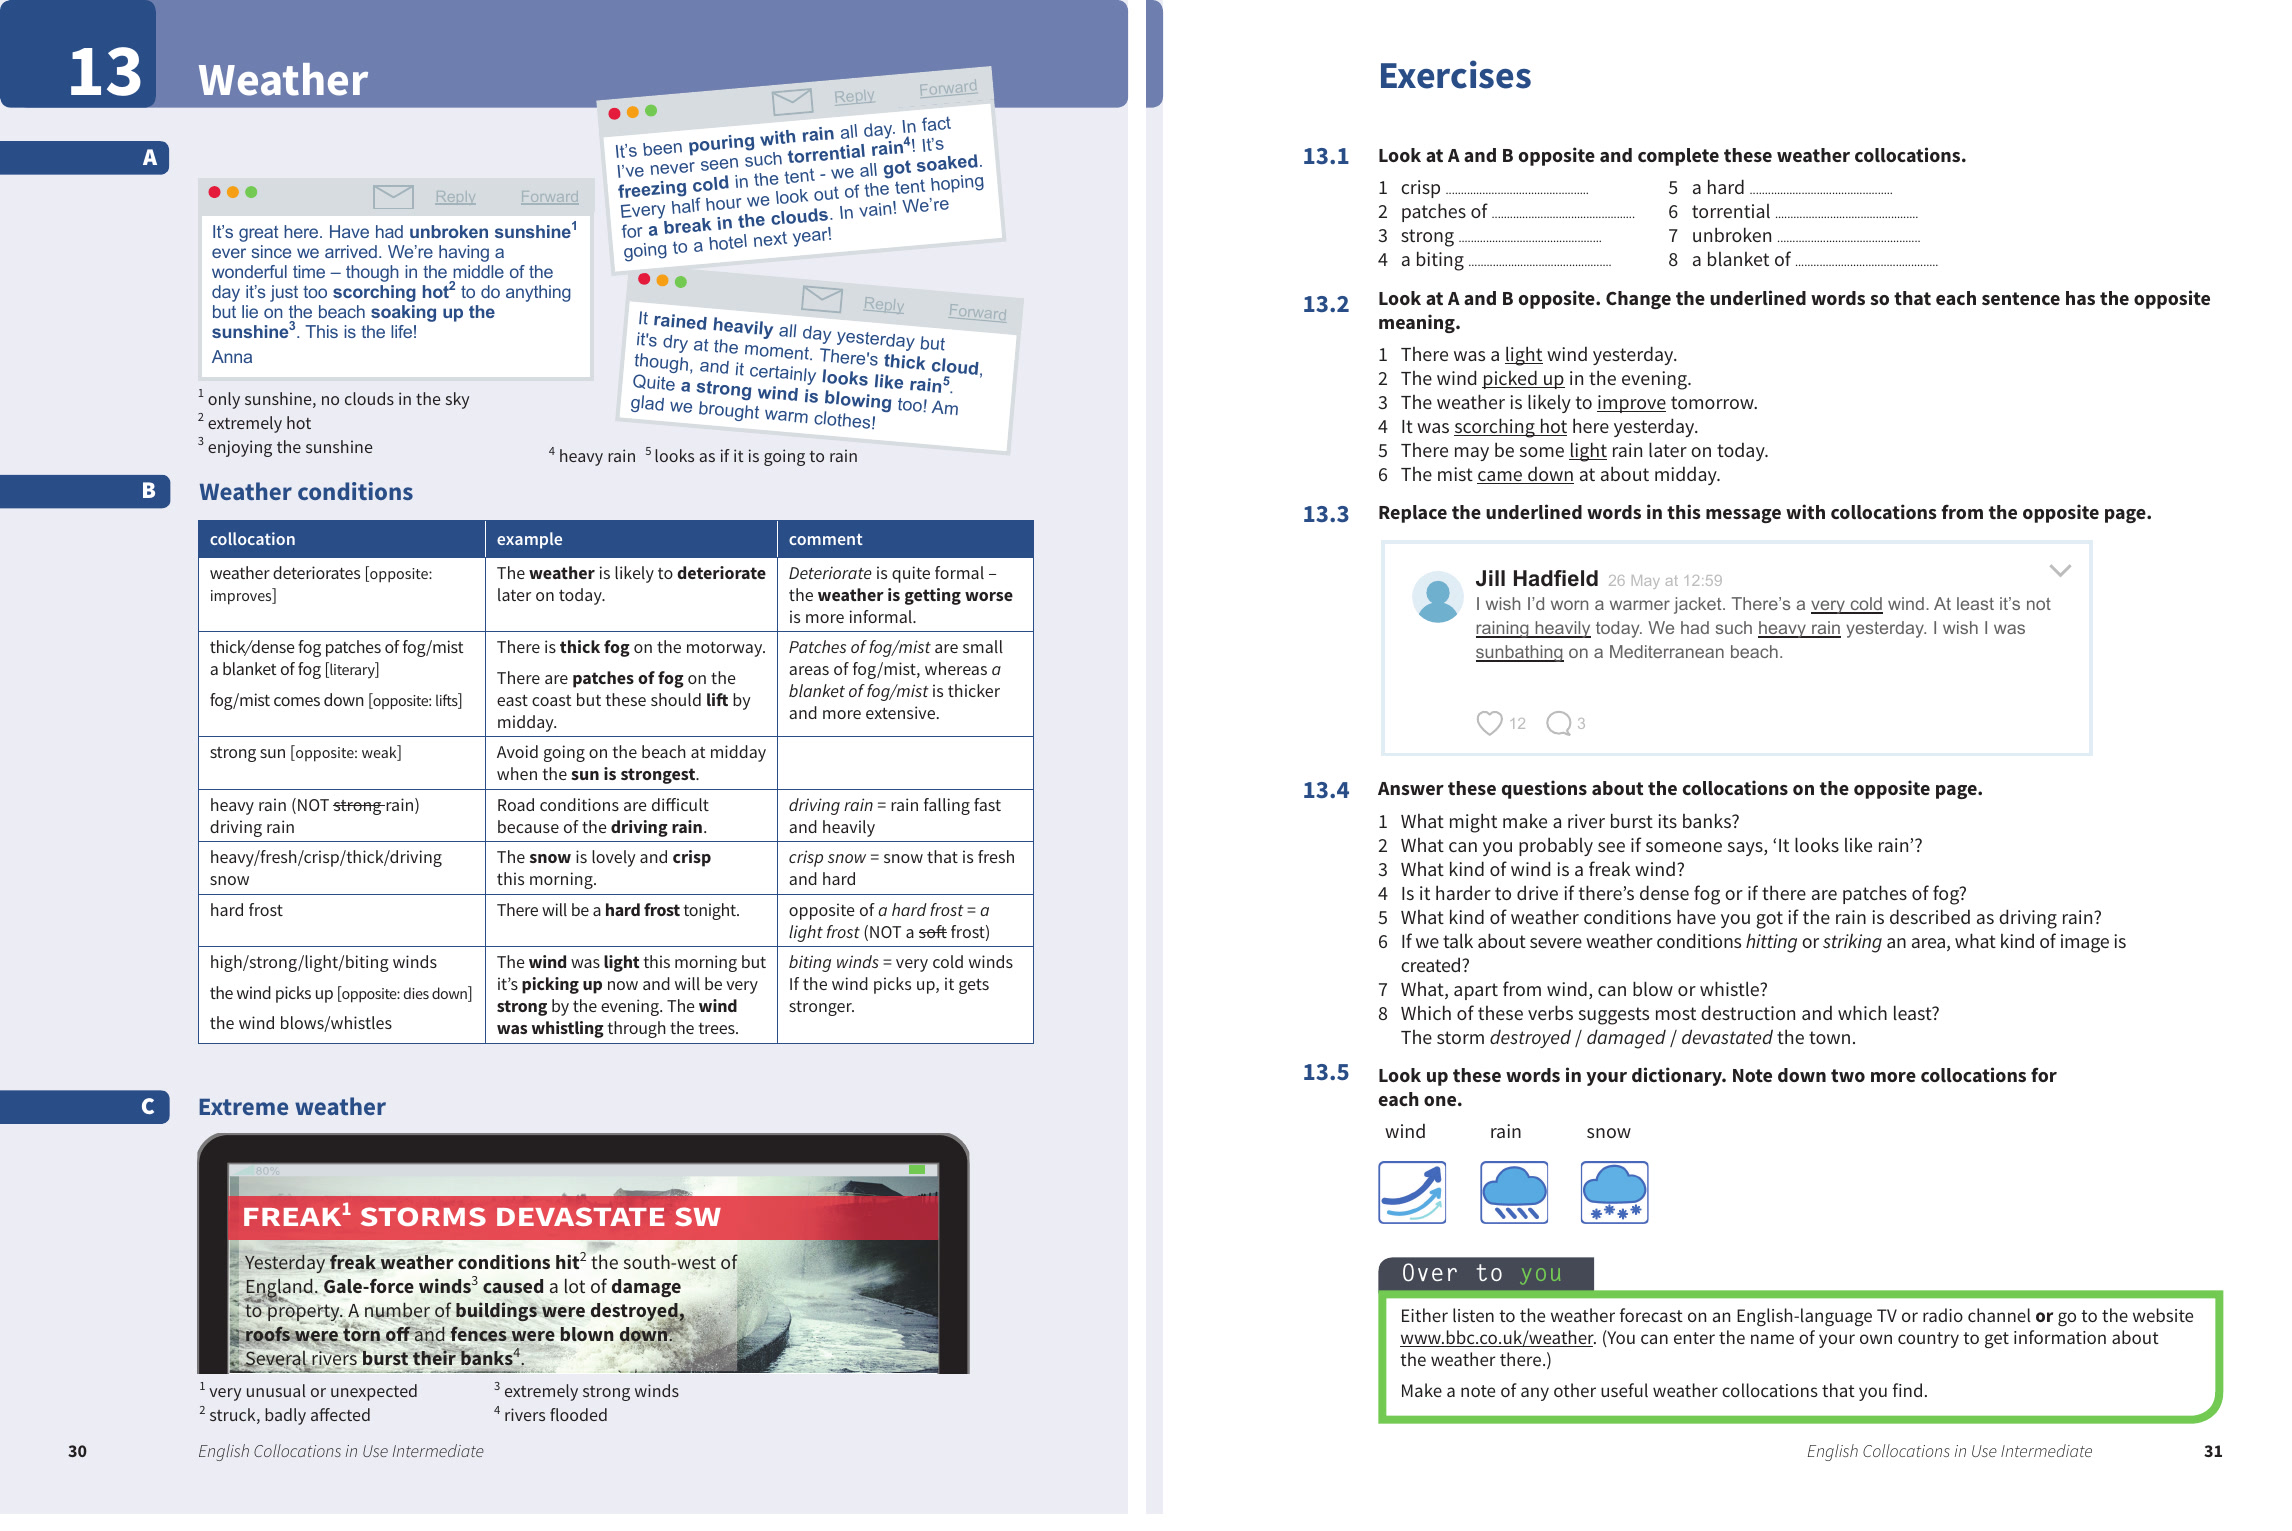 13
Weather
A
Reply Forward
It’s great here. Have had unbroken sunshine1
ever since we arrived. We’re having a
wonderful time – though in the middle of the
day it’s just too scorching hot2 to do anything
but lie on the beach soaking up the
sunshine3. This is the life!
Anna
1 only sunshine, no clouds in the sky
2 extremely hot
3 enjoying the sunshine
Reply Forward
It’s been pouring with rain all day. In fact
I’ve never seen such torrential rain4! It’s
freezing cold in the tent - we all got soaked.
Every half hour we look out of the tent hoping
for a break in the clouds. In vain! We’re
going to a hotel next year!
Reply Forward
It rained heavily all day yesterday but
it's dry at the moment. There's thick cloud,
though, and it certainly looks like rain5.
Quite a strong wind is blowing too! Am
glad we brought warm clothes!
4 heavy rain 5 looks as if it is going to rain
B
Weather conditions
collocation
example
comment
weather deteriorates [opposite:
improves]
The weather is likely to deteriorate
later on today.
Deteriorate is quite formal –
the weather is getting worse
is more informal.
thick/dense fog patches of fog/mist
a blanket of fog [literary]
fog/mist comes down [opposite: lifts]
There is thick fog on the motorway.
There are patches of fog on the
east coast but these should lift by
midday.
Patches of fog/mist are small
areas of fog/mist, whereas a
blanket of fog/mist is thicker
and more extensive.
strong sun [opposite: weak]
Avoid going on the beach at midday
when the sun is strongest.
heavy rain (NOT strong rain)
driving rain
Road conditions are difficult
because of the driving rain.
driving rain = rain falling fast
and heavily
heavy/fresh/crisp/thick/driving
snow
The snow is lovely and crisp
this morning.
crisp snow = snow that is fresh
and hard
hard frost
There will be a hard frost tonight.
opposite of a hard frost = a
light frost (NOT a soft frost)
high/strong/light/biting winds
the wind picks up [opposite: dies down]
the wind blows/whistles
The wind was light this morning but
it’s picking up now and will be very
strong by the evening. The wind
was whistling through the trees.
biting winds = very cold winds
If the wind picks up, it gets
stronger.
C
Extreme weather
80%
FREAK1 STORMS DEVASTATE SW
Yesterday freak weather conditions hit2 the south-west of
England. Gale-force winds3 caused a lot of damage
to property. A number of buildings were destroyed,
roofs were torn off and fences were blown down.
Several rivers burst their banks4.
1 very unusual or unexpected
2 struck, badly affected
3 extremely strong winds
4 rivers flooded
30
English Collocations in Use Intermediate
Exercises
13.1 Look at A and B opposite and complete these weather collocations.
1 crisp
2 patches of
3 strong
4 a biting
5 a hard
6 torrential
7 unbroken
8 a blanket of
13.2 Look at A and B opposite. Change the underlined words so that each sentence has the opposite
meaning.
1 There was a light wind yesterday.
2 The wind picked up in the evening.
3 The weather is likely to improve tomorrow.
4 It was scorching hot here yesterday.
5 There may be some light rain later on today.
6 The mist came down at about midday.
13.3 Replace the underlined words in this message with collocations from the opposite page.
Jill Hadfield 26 May at 12:59
I wish I’d worn a warmer jacket. There’s a very cold wind. At least it’s not
raining heavily today. We had such heavy rain yesterday. I wish I was
sunbathing on a Mediterranean beach.
12 3
13.4 Answer these questions about the collocations on the opposite page.
1 What might make a river burst its banks?
2 What can you probably see if someone says, ‘It looks like rain’?
3 What kind of wind is a freak wind?
4 Is it harder to drive if there’s dense fog or if there are patches of fog?
5 What kind of weather conditions have you got if the rain is described as driving rain?
6 If we talk about severe weather conditions hitting or striking an area, what kind of image is
created?
7 What, apart from wind, can blow or whistle?
8 Which of these verbs suggests most destruction and which least?
The storm destroyed / damaged / devastated the town.
13.5 Look up these words in your dictionary. Note down two more collocations for
each one.
wind rain snow
Over to you
Either listen to the weather forecast on an English-language TV or radio channel or go to the website
www.bbc.co.uk/weather. (You can enter the name of your own country to get information about
the weather there.)
Make a note of any other useful weather collocations that you find.
English Collocations in Use Intermediate
31